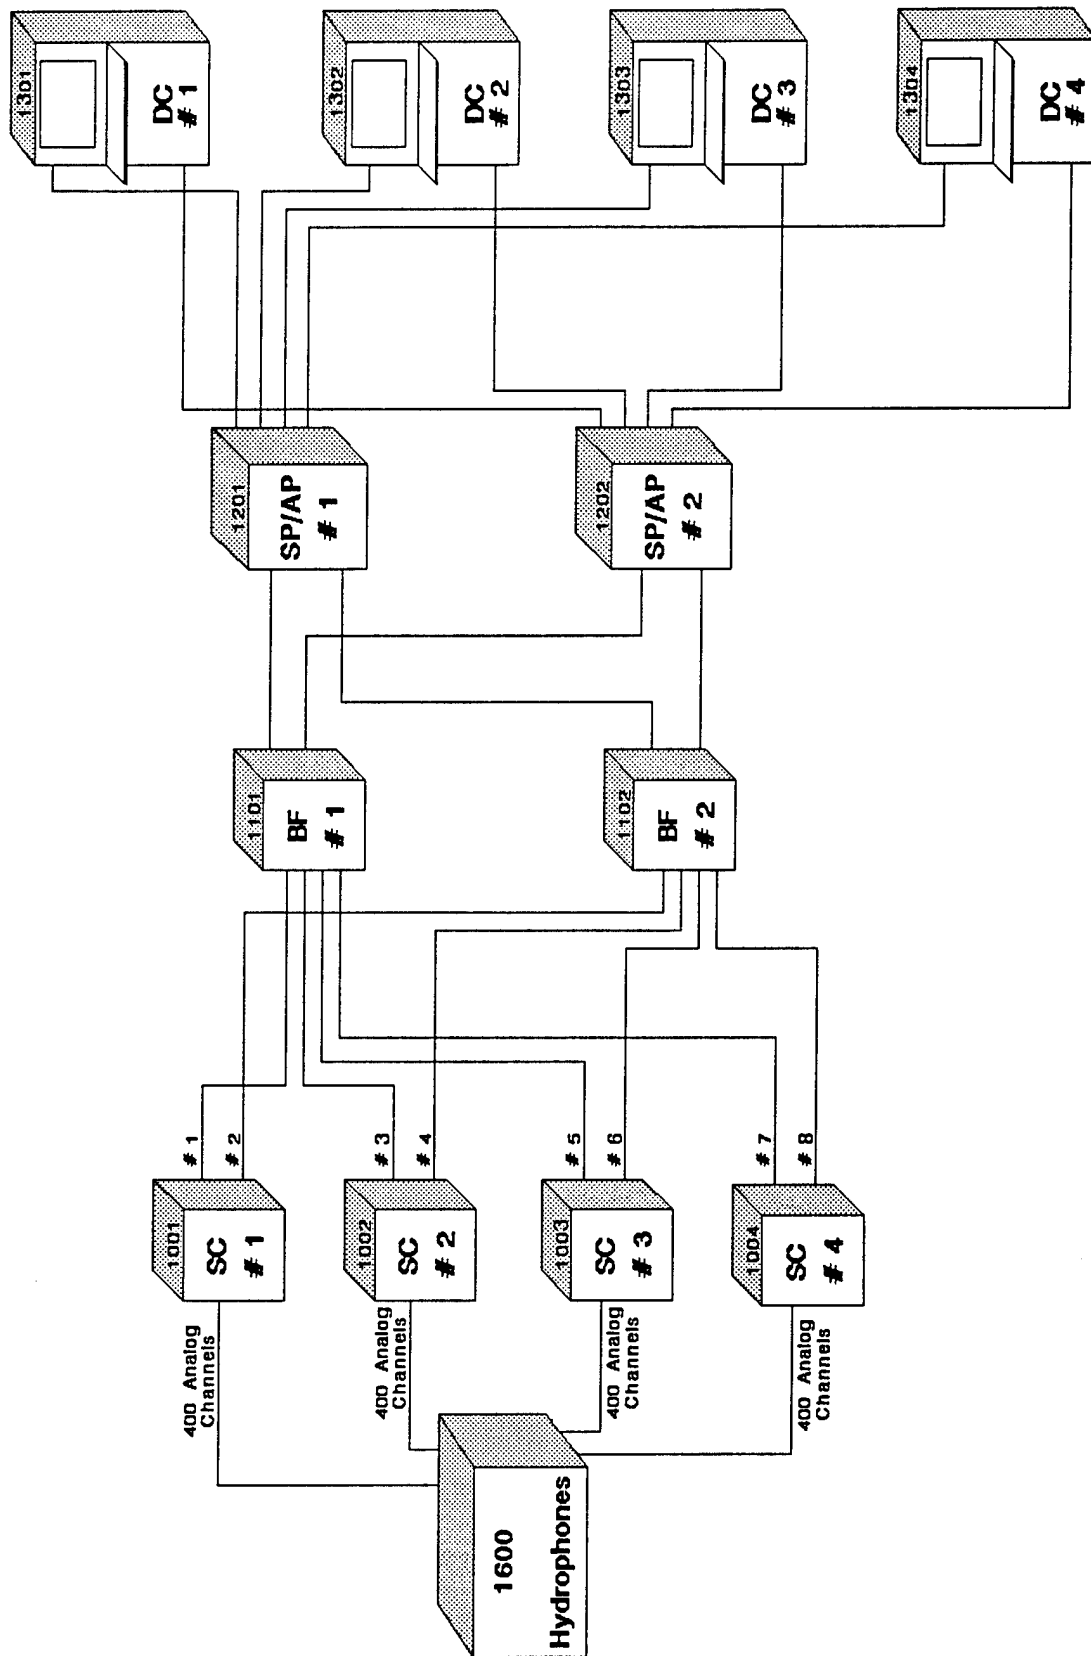 1600
Hydrophones
400 Analog
Channels
400 Analog
Channels
400 Analog
Channels
400 Analog
Channels
1001
SC
# 1
1002
SC
# 2
1003
SC
# 3
1004
SC
# 4
# 1
# 2
# 3
# 4
# 5
# 6
# 7
# 8
1101
BF
# 1
1102
BF
# 2
1201
SP/AP
# 1
1202
SP/AP
# 2
1301
DC
# 1
1302
DC
# 2
1303
DC
# 3
1304
DC
# 4